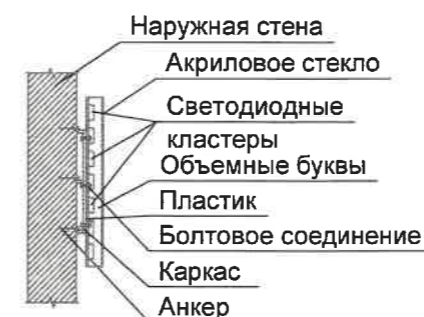 Наружная стена
Акриловое стекло
Светодиодные
кластеры
Объемные буквы
Пластик
Болтовое соединение
Каркас
Анкер